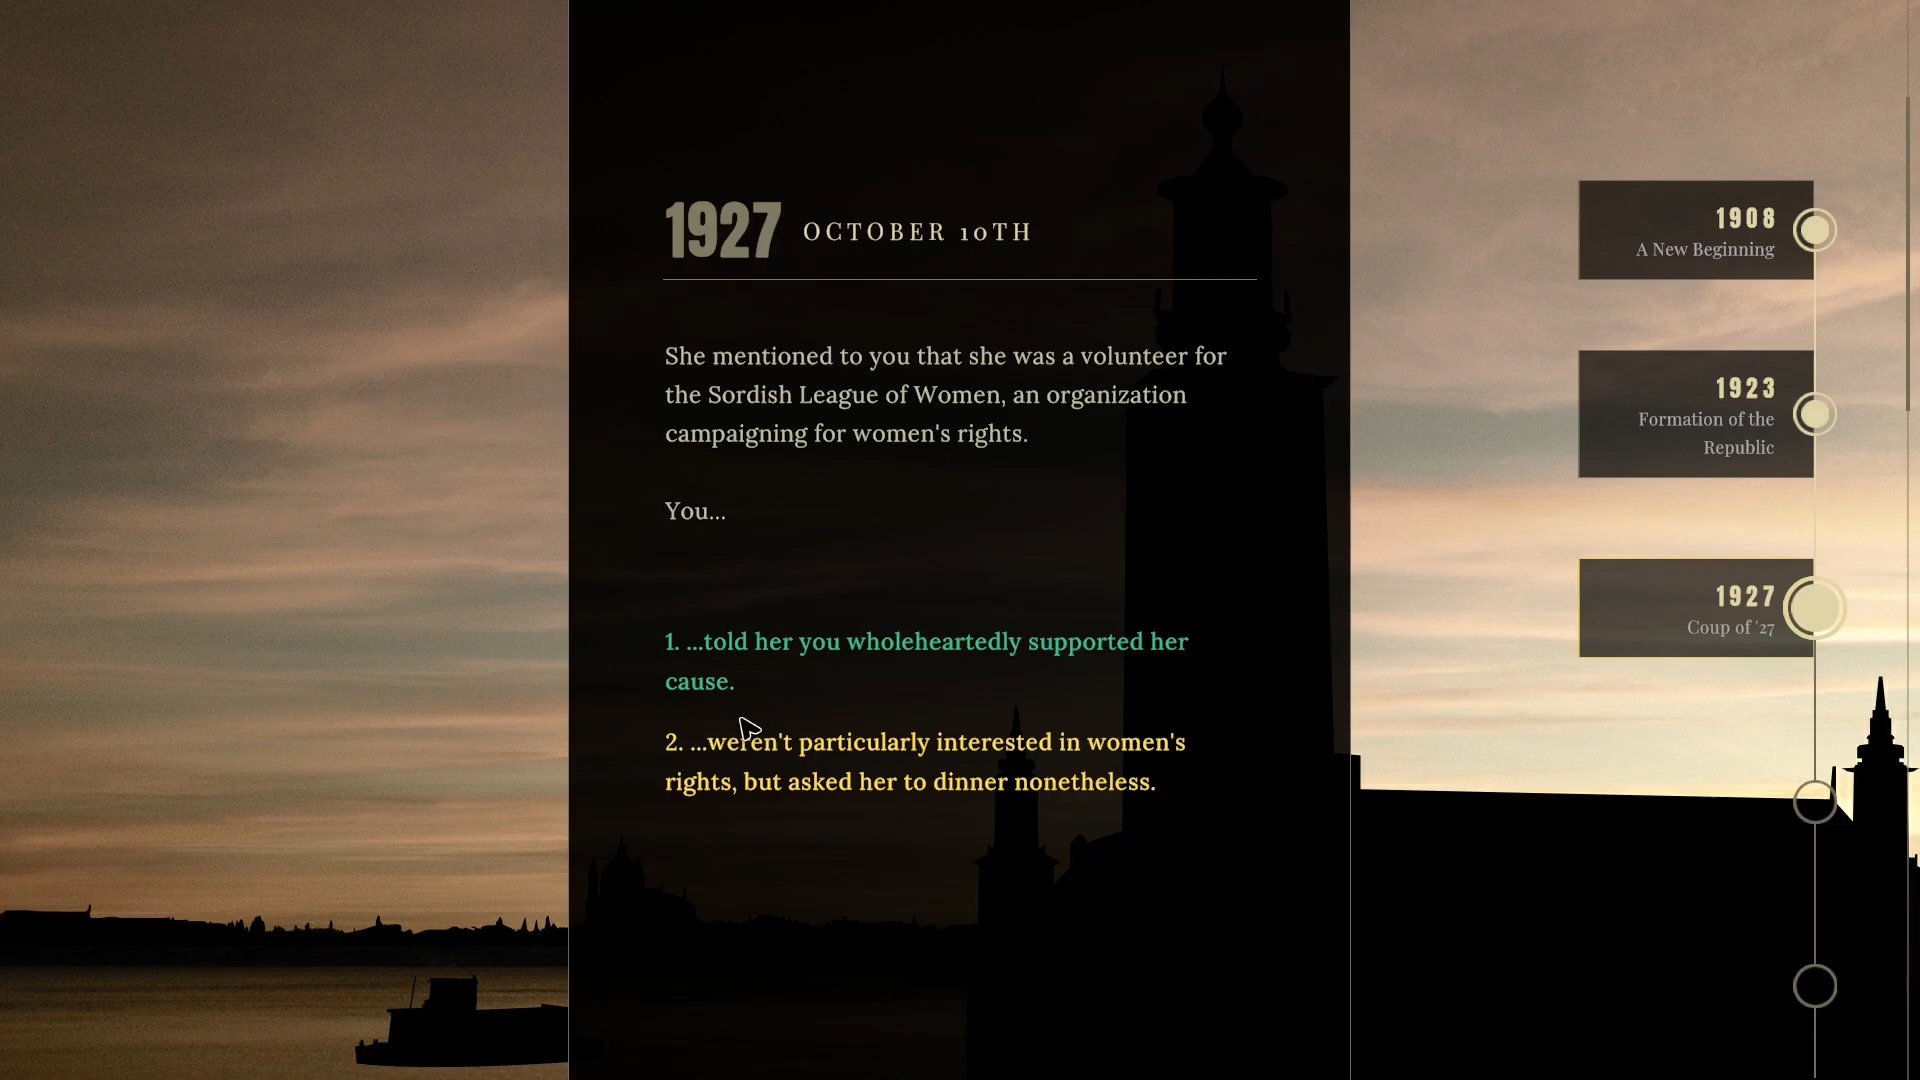 1927 OCTOBER 10TH
She mentioned to you that she was a volunteer for
the Sordish League of Women, an organization
campaigning for women's rights.
You...
1. ...told her you wholeheartedly supported her
cause.
2. ...weren't particularly interested in women's
rights, but asked her to dinner nonetheless.
1908
A New Beginning
1923
Formation of the
Republic
1927
Coup of '27